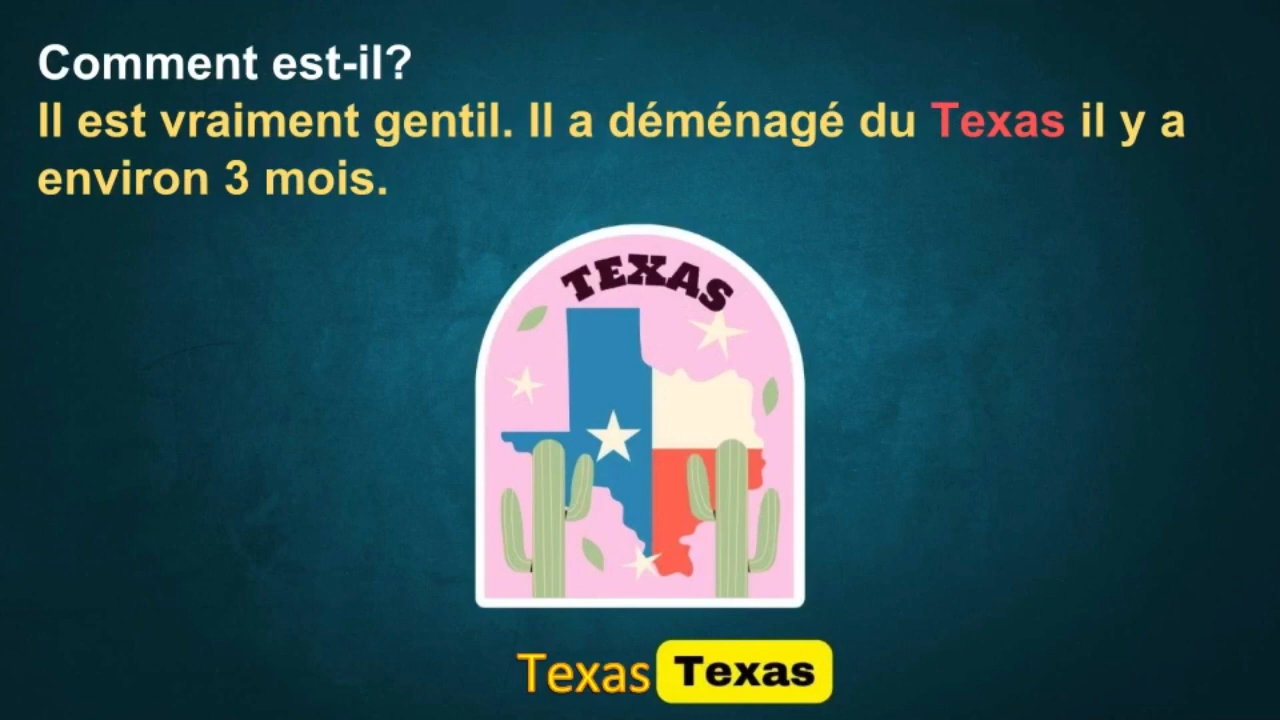 Comment est-il?
Il est vraiment gentil. Il a déménagé du Texas il y a
environ 3 mois.
TEXAS
Texas Texas